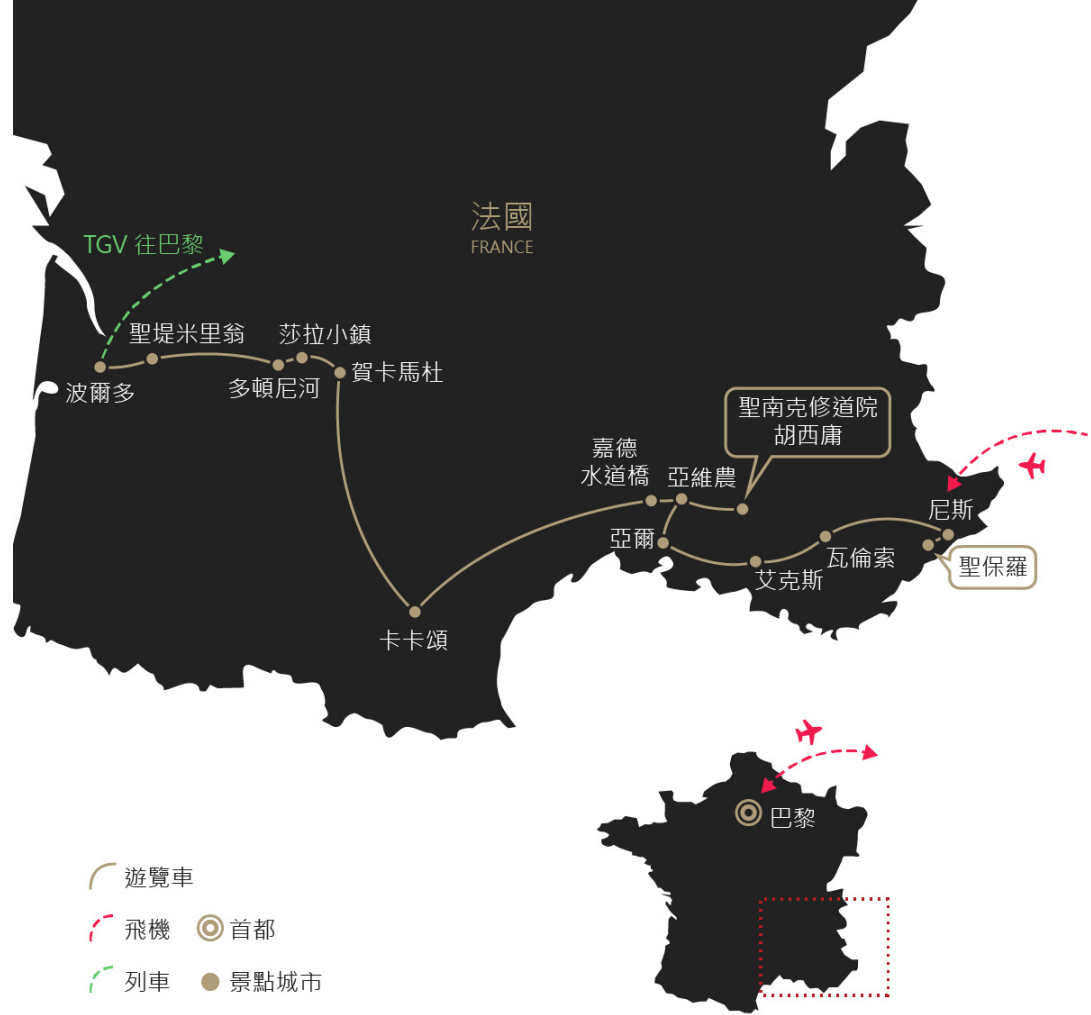 法國
FRANCE
TGV 往巴黎
聖堤米里翁
莎拉小鎮
波爾多
多頓尼河
賀卡馬杜
聖南克修道院
胡西庸
嘉德
水道橋
亞維農
尼斯
亞爾
瓦倫索
聖保羅
艾克斯
卡卡頌
巴黎
遊覽車
飛機
首都
列車
景點城市